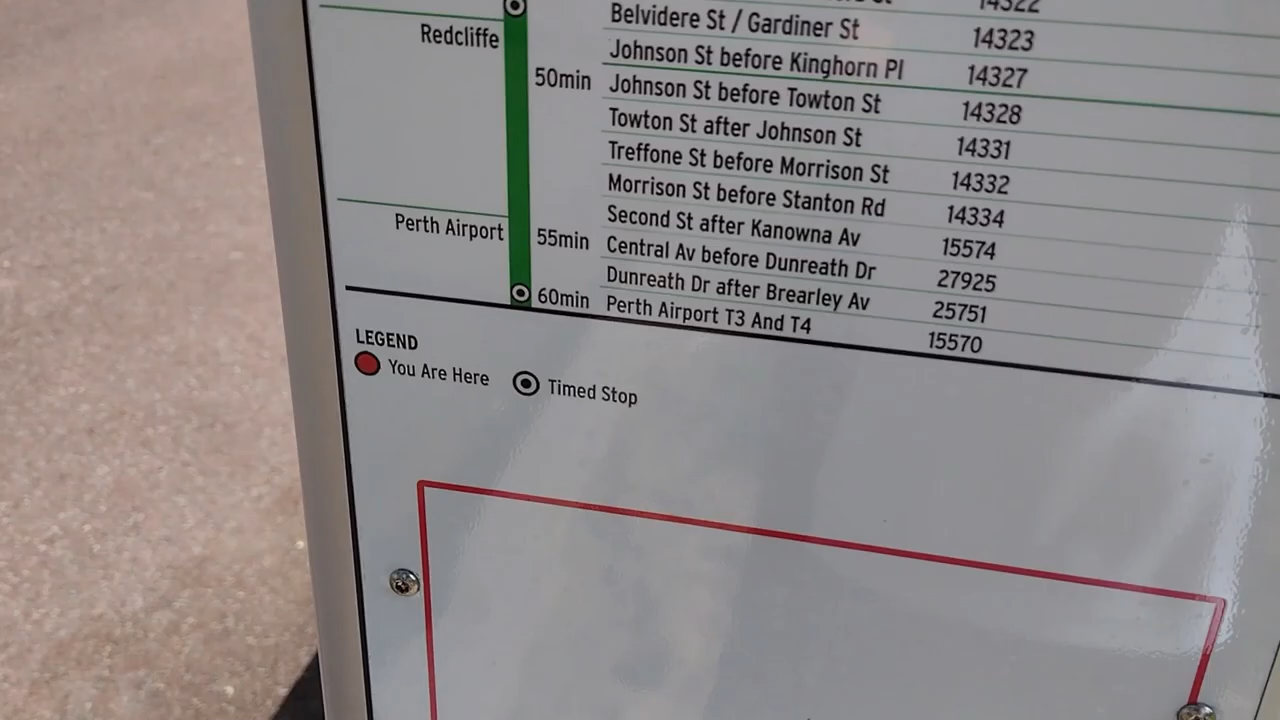 14322
Belvidere St / Gardiner St 14323
Redcliffe
Johnson St before Kinghorn Pl 14327
50min Johnson St before Towton St 14328
Towton St after Johnson St 14331
Treffone St before Morrison St 14332
Morrison St before Stanton Rd 14334
Perth Airport
Second St after Kanowna Av 15574
55min Central Av before Dunreath Dr 27925
Dunreath Dr after Brearley Av 25751
60min Perth Airport T3 And T4 15570
LEGEND
You Are Here
Timed Stop